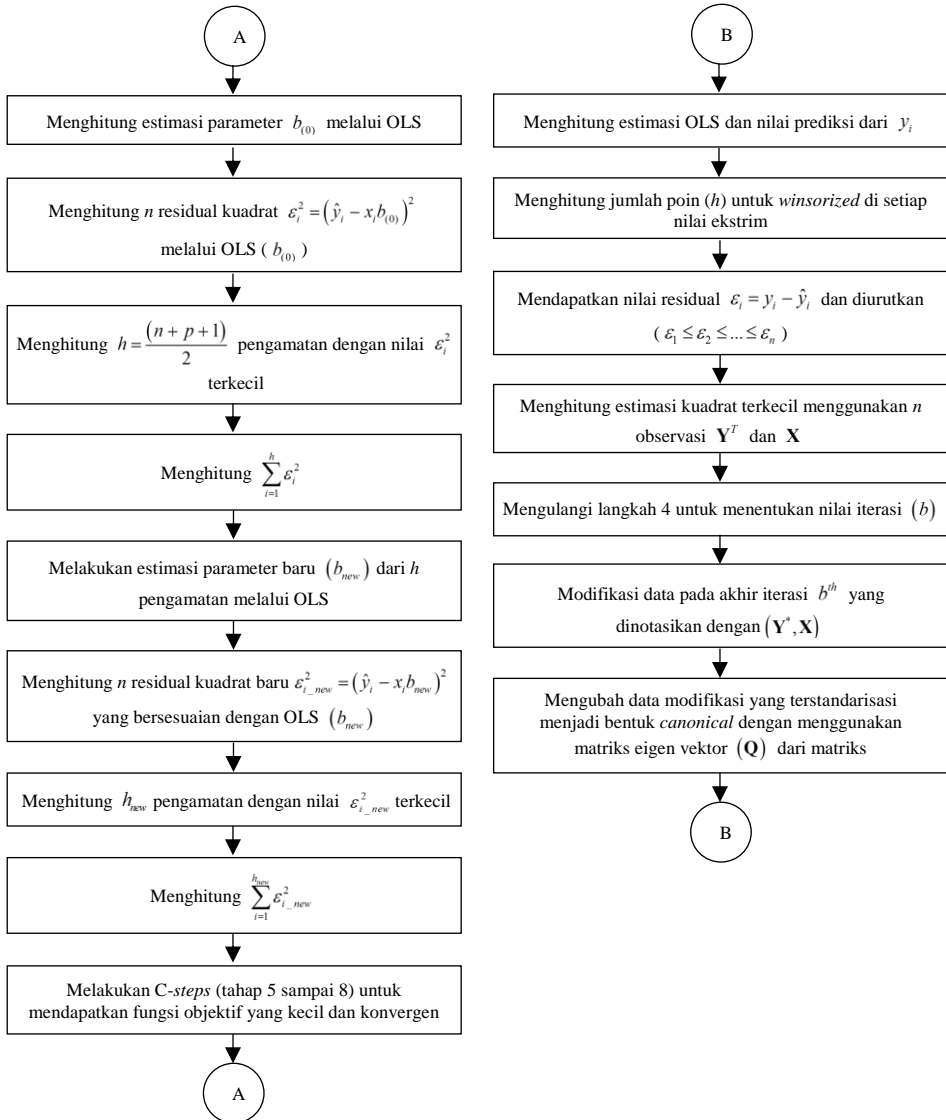 A
Menghitung estimasi parameter b_(0) melalui OLS
Menghitung n residual kuadrat ε_i^2 = (ŷ_i − x_i b_(0))^2
melalui OLS ( b_(0) )
Menghitung h = (n + p + 1)/2 pengamatan dengan nilai ε_i^2
terkecil
Menghitung ∑_{i=1}^{h} ε_i^2
Melakukan estimasi parameter baru (b_new) dari h
pengamatan melalui OLS
Menghitung n residual kuadrat baru ε_{i_new}^2 = (ŷ_i − x_i b_new)^2
yang bersesuaian dengan OLS (b_new)
Menghitung h_new pengamatan dengan nilai ε_{i_new}^2 terkecil
Menghitung ∑_{i=1}^{h_new} ε_{i_new}^2
Melakukan C-steps (tahap 5 sampai 8) untuk
mendapatkan fungsi objektif yang kecil dan konvergen
A
B
Menghitung estimasi OLS dan nilai prediksi dari y_i
Menghitung jumlah poin (h) untuk winsorized di setiap
nilai ekstrim
Mendapatkan nilai residual ε_i = y_i − ŷ_i dan diurutkan
( ε_1 ≤ ε_2 ≤ ... ≤ ε_n )
Menghitung estimasi kuadrat terkecil menggunakan n
observasi Y^T dan X
Mengulangi langkah 4 untuk menentukan nilai iterasi (b)
Modifikasi data pada akhir iterasi b^th yang
dinotasikan dengan (Y^*, X)
Mengubah data modifikasi yang terstandarisasi
menjadi bentuk canonical dengan menggunakan
matriks eigen vektor (Q) dari matriks
B